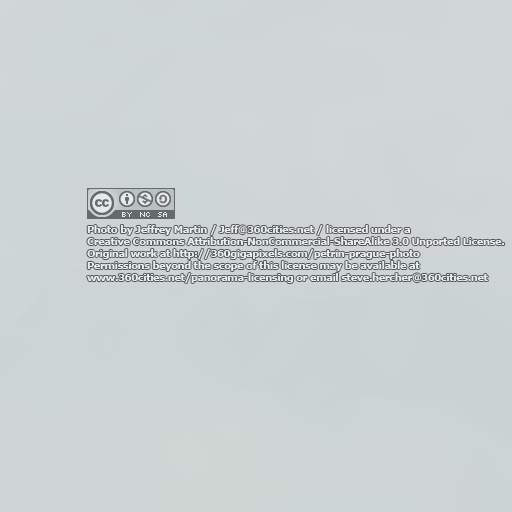 cc
BY NC SA
Photo by Jeffrey Martin / Jeff@360cities.net / licensed under a
Creative Commons Attribution-NonCommercial-ShareAlike 3.0 Unported License.
Original work at http://360gigapixels.com/petrin-prague-photo
Permissions beyond the scope of this license may be available at
www.360cities.net/panorama-licensing or email steve.hercher@360cities.net